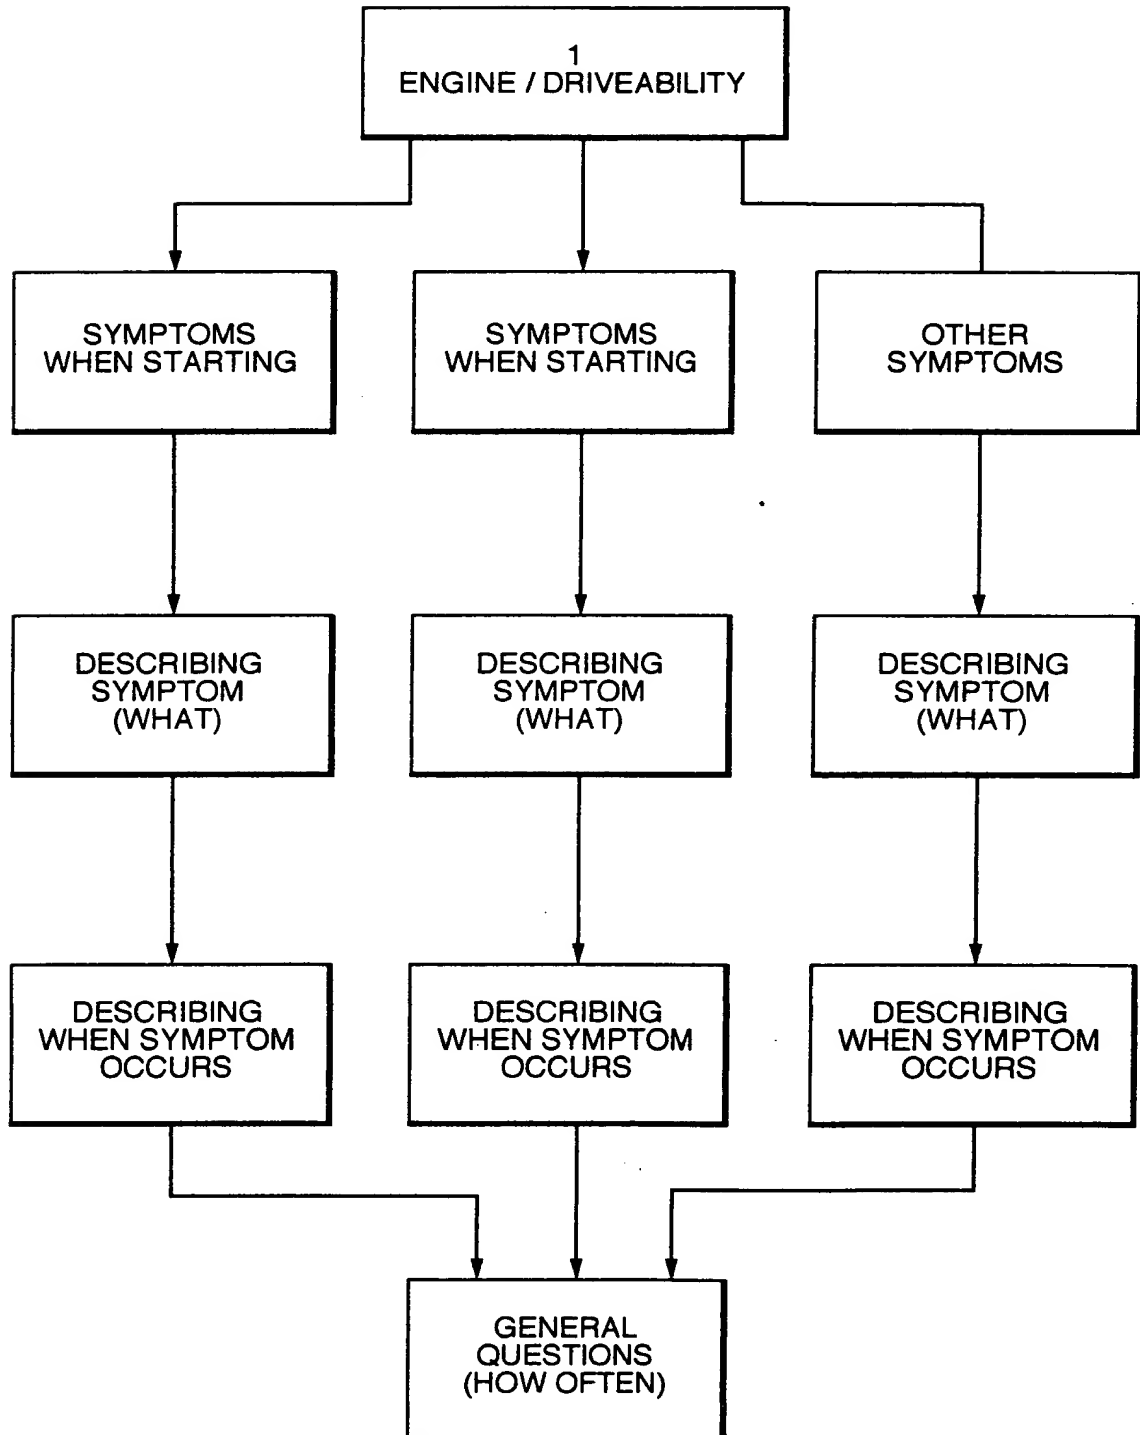 1
ENGINE / DRIVEABILITY
SYMPTOMS
WHEN STARTING
SYMPTOMS
WHEN STARTING
OTHER
SYMPTOMS
DESCRIBING
SYMPTOM
(WHAT)
DESCRIBING
SYMPTOM
(WHAT)
DESCRIBING
SYMPTOM
(WHAT)
DESCRIBING
WHEN SYMPTOM
OCCURS
DESCRIBING
WHEN SYMPTOM
OCCURS
DESCRIBING
WHEN SYMPTOM
OCCURS
GENERAL
QUESTIONS
(HOW OFTEN)